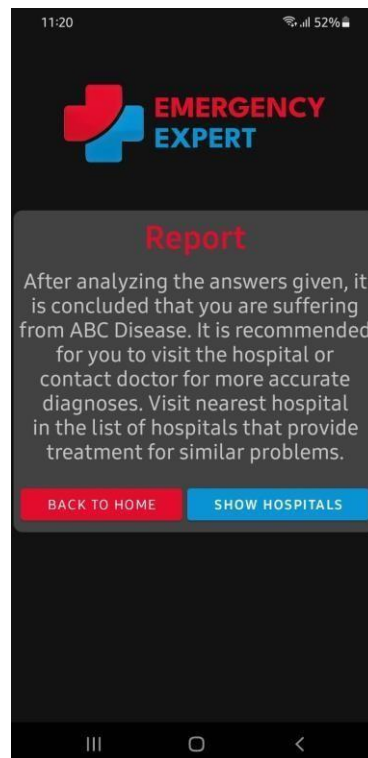 11:20 52%
EMERGENCY
EXPERT
Report
After analyzing the answers given, it
is concluded that you are suffering
from ABC Disease. It is recommended
for you to visit the hospital or
contact doctor for more accurate
diagnoses. Visit nearest hospital
in the list of hospitals that provide
treatment for similar problems.
BACK TO HOME SHOW HOSPITALS